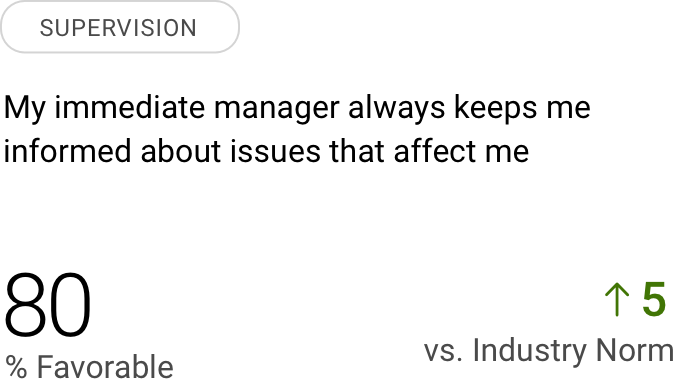 SUPERVISION
My immediate manager always keeps me
informed about issues that affect me
80
% Favorable
↑ 5
vs. Industry Norm